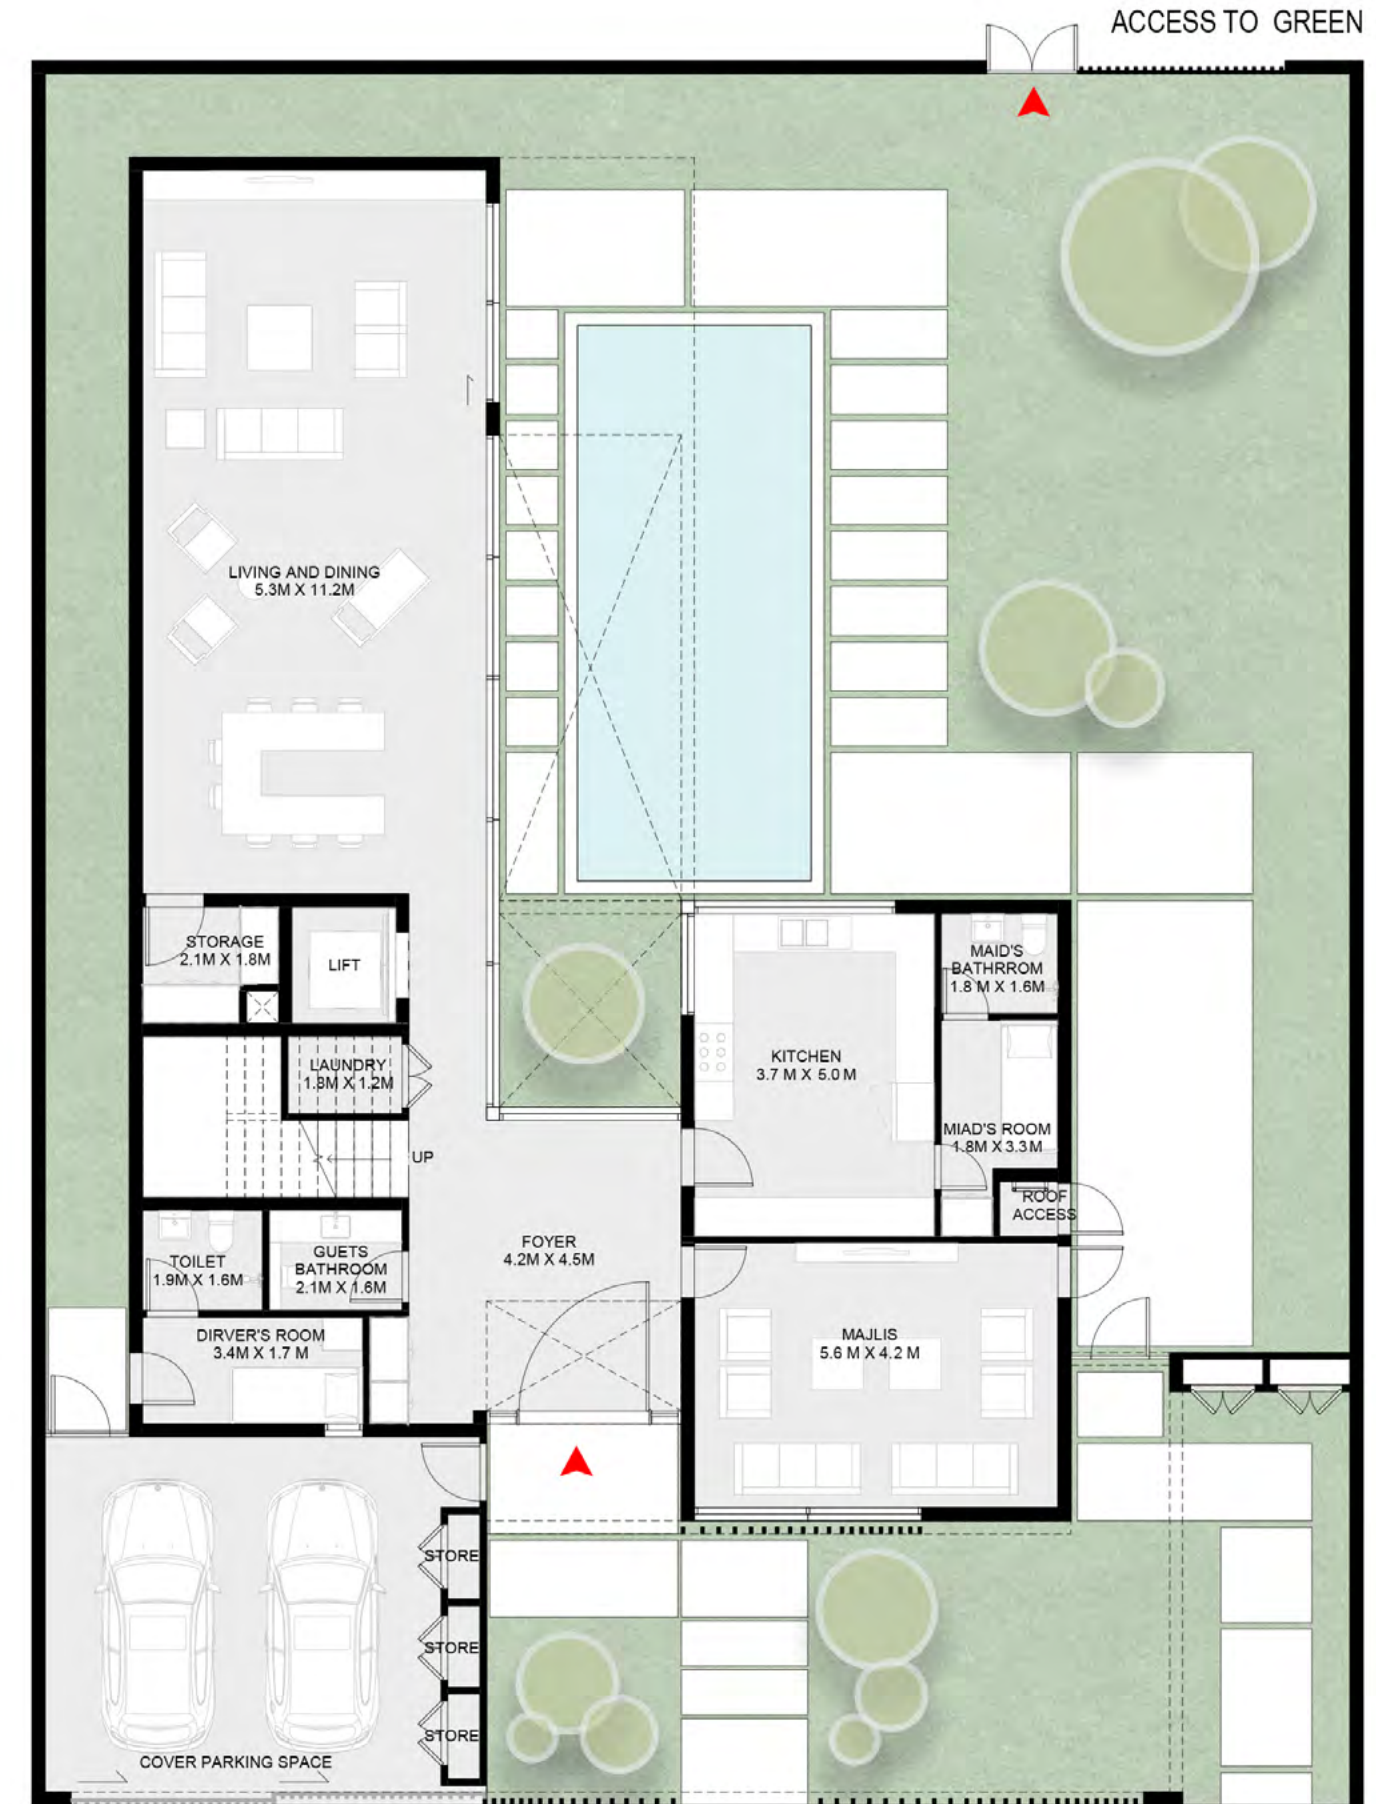 ACCESS TO GREEN
LIVING AND DINING
5.3M X 11.2M
STORAGE
2.1M X 1.8M
LIFT
MAID'S
BATHRROM
1.8 M X 1.6M
KITCHEN
3.7 M X 5.0 M
LAUNDRY
1.8M X 1.2M
MIAD'S ROOM
1.8M X 3.3M
UP
ROOF
ACCESS
FOYER
4.2M X 4.5M
TOILET
1.9M X 1.6M
GUETS
BATHROOM
2.1M X 1.6M
DIRVER'S ROOM
3.4M X 1.7 M
MAJLIS
5.6 M X 4.2 M
STORE
STORE
STORE
COVER PARKING SPACE